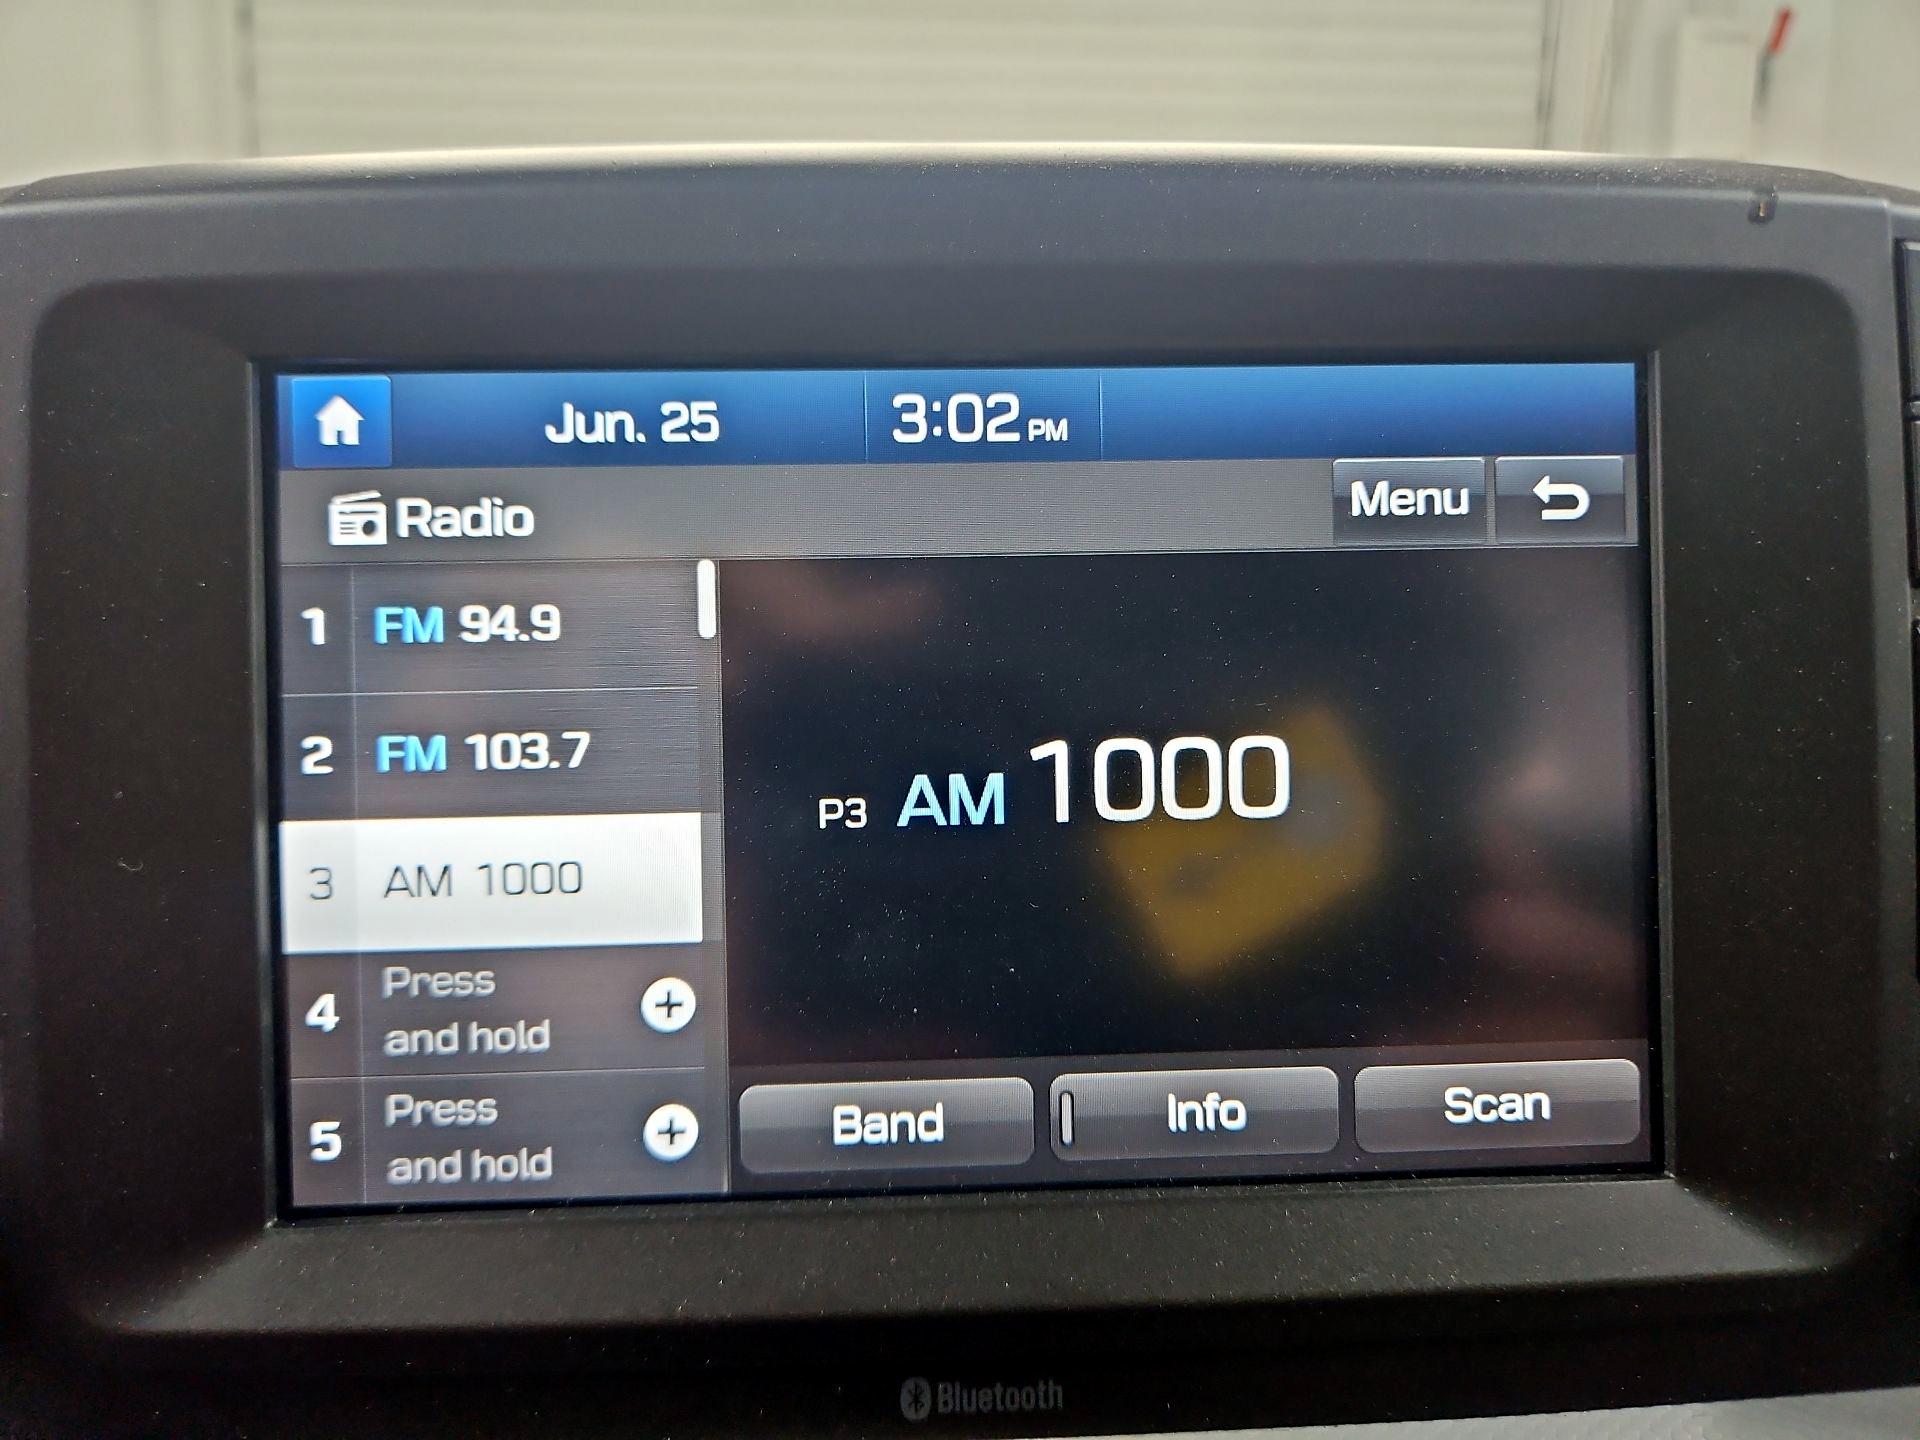 Jun. 25 3:02 PM
Radio Menu
1 FM 94.9
2 FM 103.7
3 AM 1000
4 Press and hold
5 Press and hold
P3 AM 1000
Band Info Scan
Bluetooth